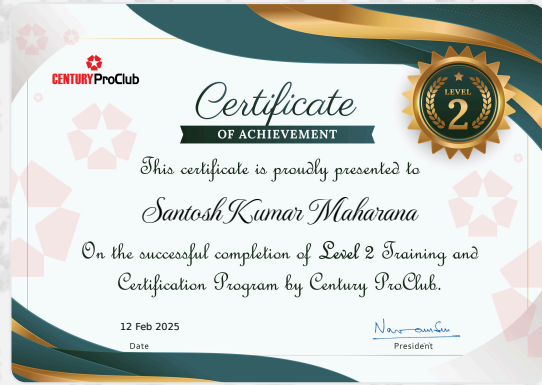 CENTURY ProClub
Certificate
OF ACHIEVEMENT
LEVEL
2
This certificate is proudly presented to
Santosh Kumar Maharana
On the successful completion of Level 2 Training and
Certification Program by Century ProClub.
12 Feb 2025
Date
President